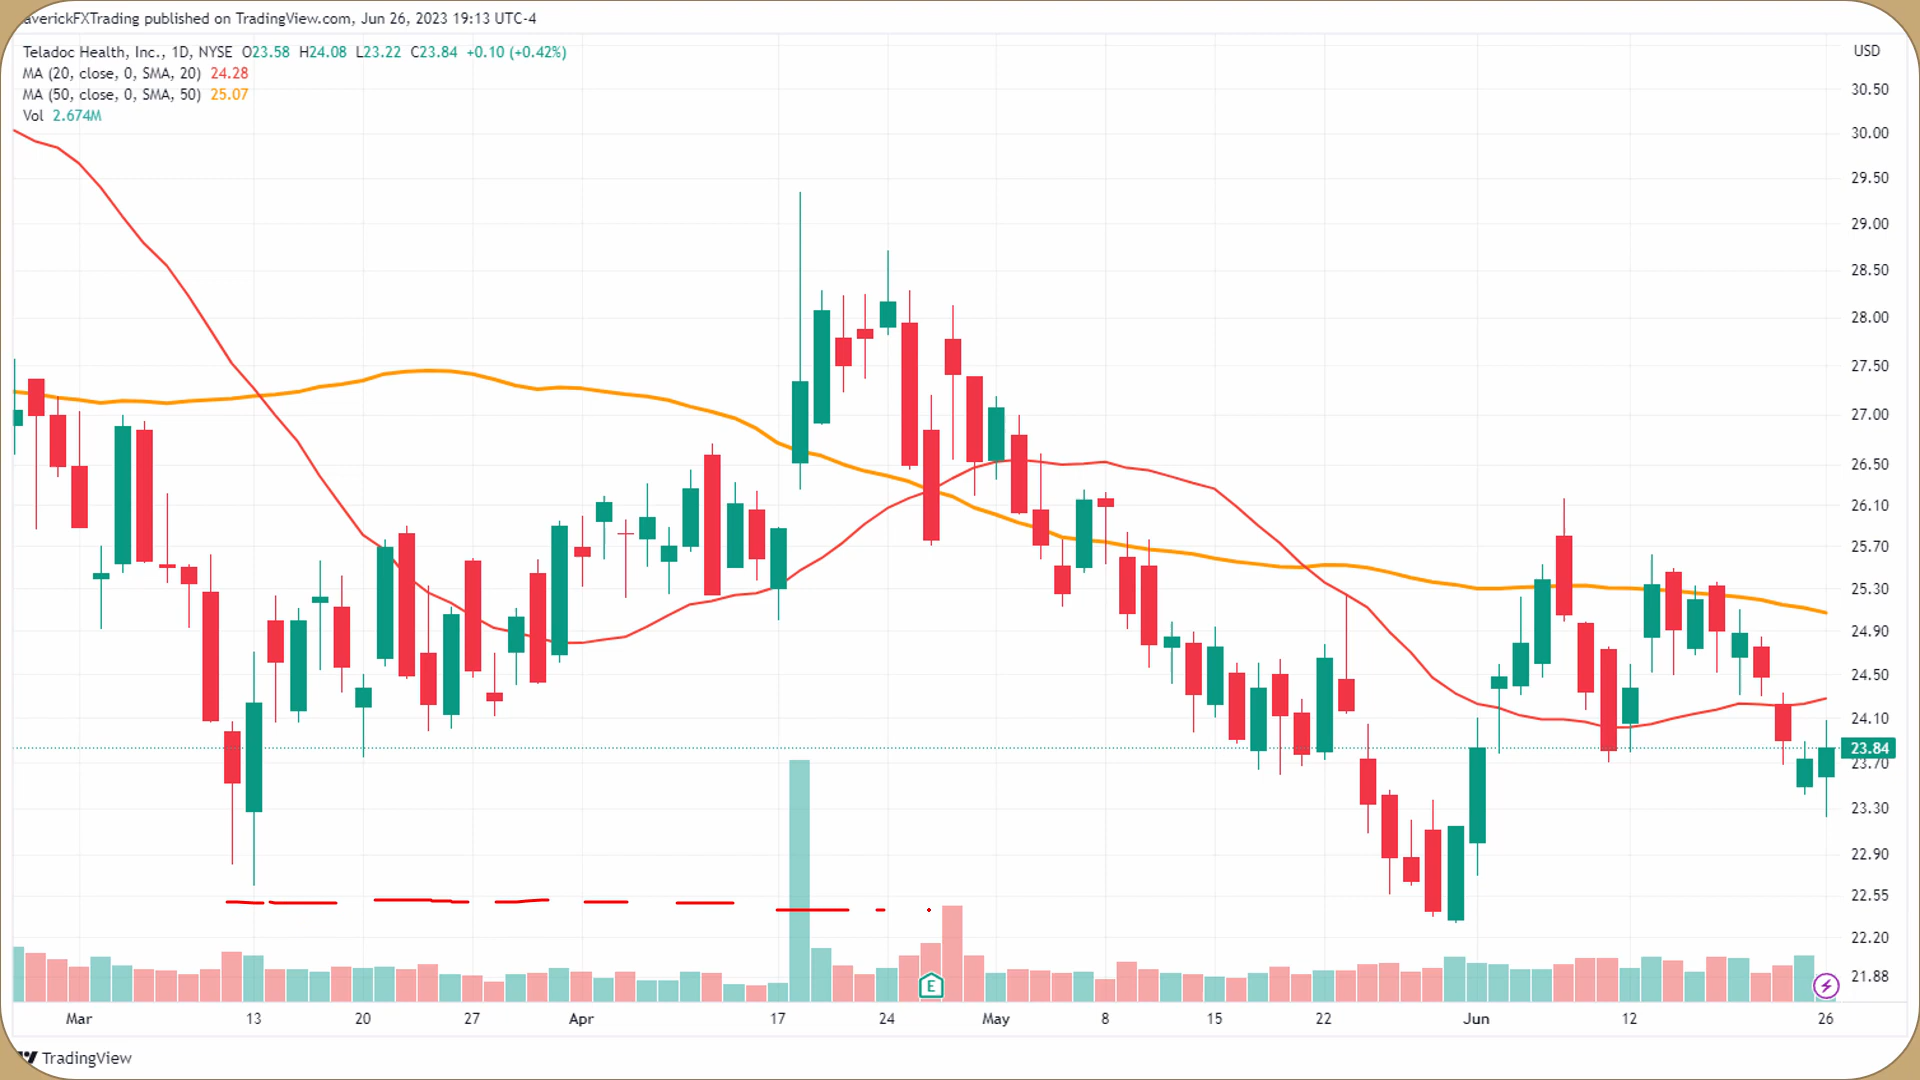 averickFXTrading published on TradingView.com, Jun 26, 2023 19:13 UTC-4
Teladoc Health, Inc., 1D, NYSE O23.58 H24.08 L23.22 C23.84 +0.10 (+0.42%)
MA (20, close, 0, SMA, 20) 24.28
MA (50, close, 0, SMA, 50) 25.07
Vol 2.674M
USD
30.50
30.00
29.50
29.00
28.50
28.00
27.50
27.00
26.50
26.10
25.70
25.30
24.90
24.50
24.10
23.84
23.70
23.30
22.90
22.55
22.20
21.88
E
Mar 13 20 27 Apr 17 24 May 8 15 22 Jun 12 26
TradingView